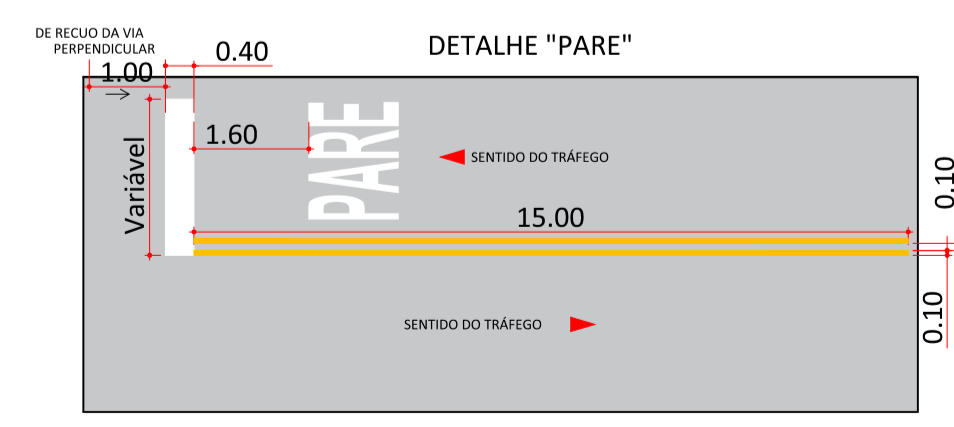 DE RECUO DA VIA
PERPENDICULAR
DETALHE "PARE"
0.40
1.00
1.60
PARE
Variável
SENTIDO DO TRÁFEGO
0.10
15.00
0.10
SENTIDO DO TRÁFEGO